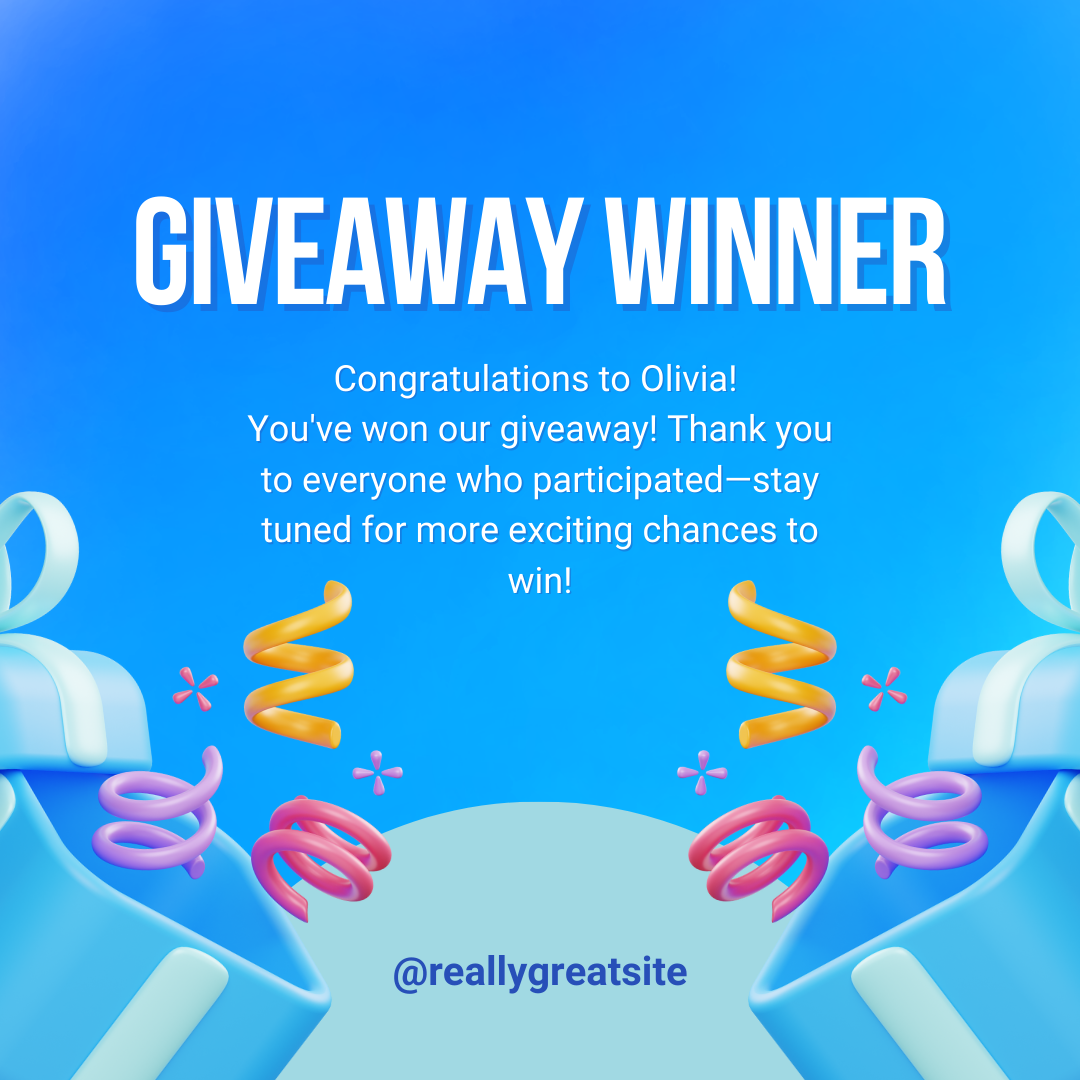 GIVEAWAY WINNER
Congratulations to Olivia!
You've won our giveaway! Thank you
to everyone who participated—stay
tuned for more exciting chances to
win!
@reallygreatsite